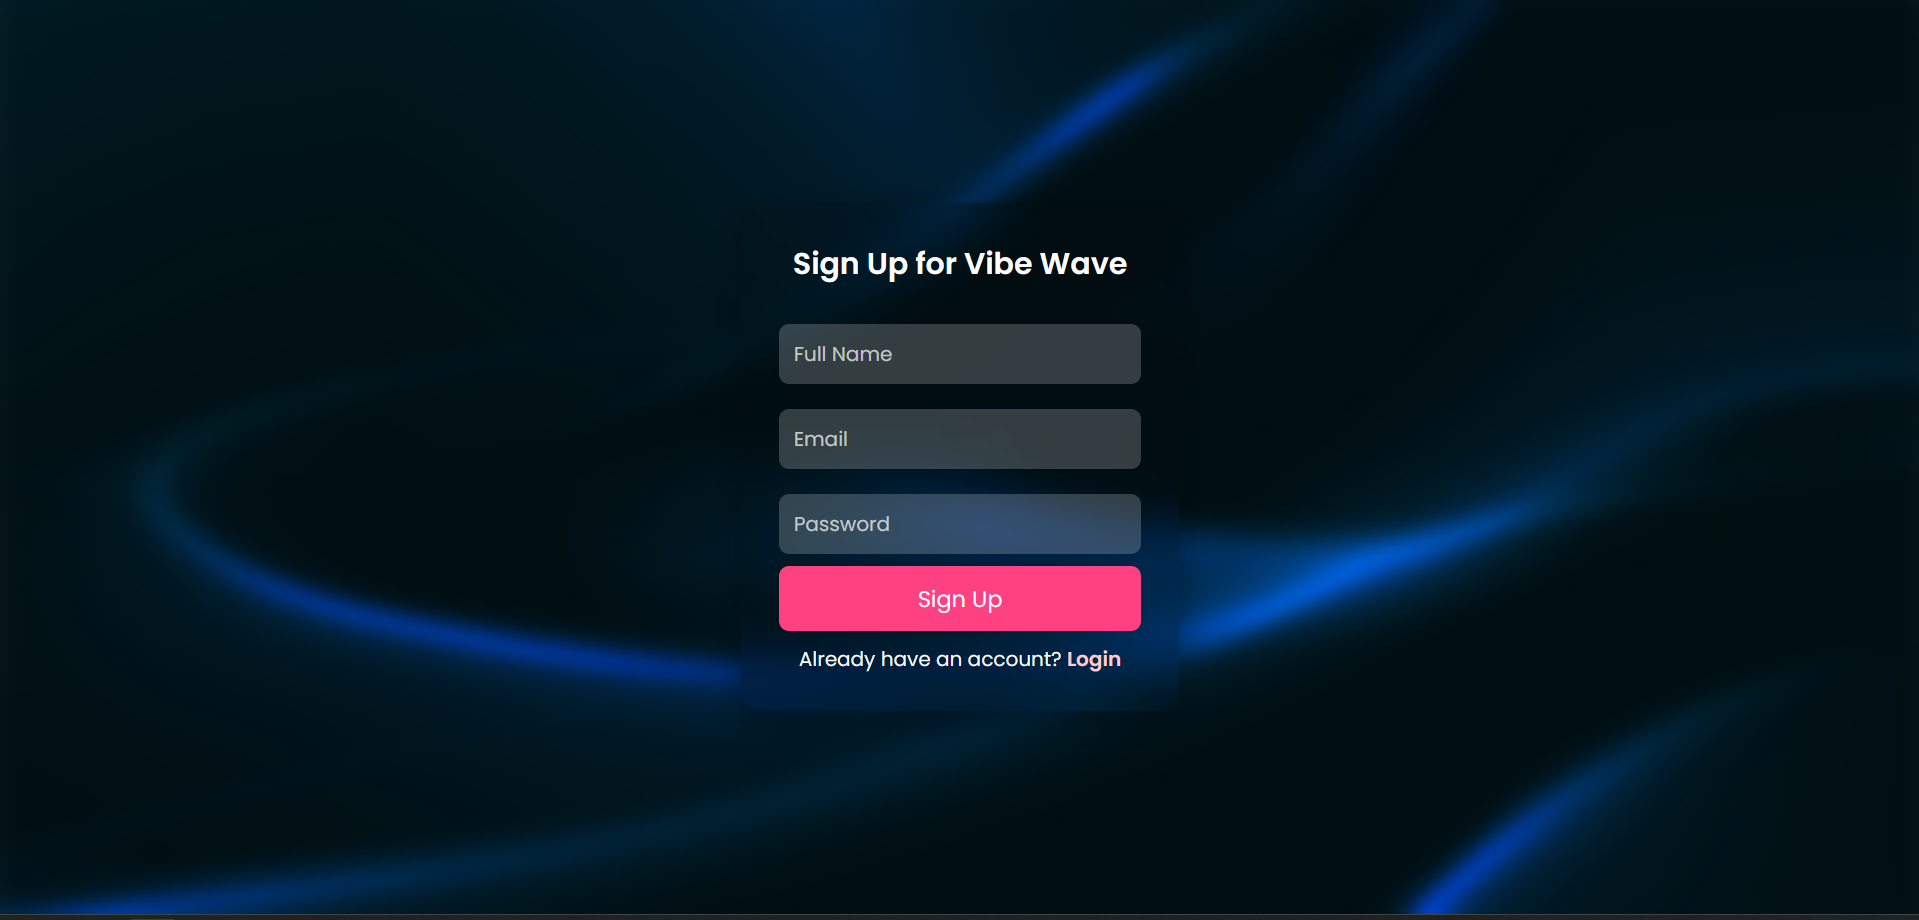 Sign Up for Vibe Wave
Full Name
Email
Password
Sign Up
Already have an account? Login